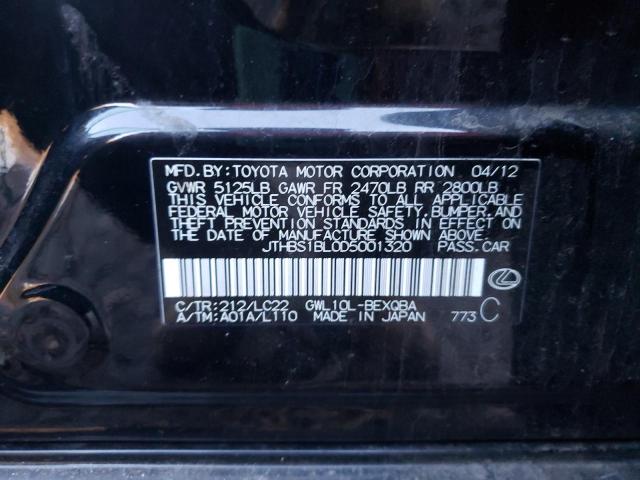 MFD.BY:TOYOTA MOTOR CORPORATION 04/12
GVWR 5125LB GAWR FR 2470LB RR 2800LB
THIS VEHICLE CONFORMS TO ALL APPLICABLE
FEDERAL MOTOR VEHICLE SAFETY,BUMPER,AND
THEFT PREVENTION STANDARDS IN EFFECT ON
THE DATE OF MANUFACTURE SHOWN ABOVE.
JTHBS1BL0D5001320 PASS.CAR
C/TR:212/LC22 GWL10L-BEXQBA
A/TM:A01A/L110 MADE IN JAPAN 773 C